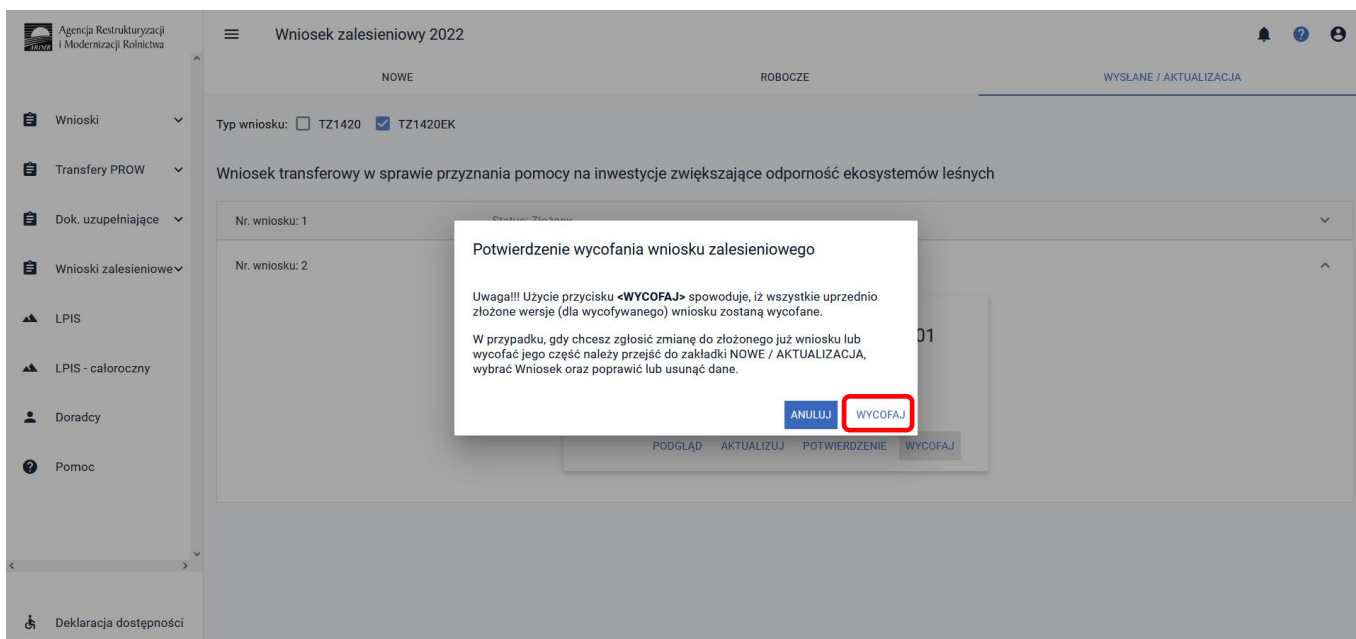 Agencja Restrukturyzacji
i Modernizacji Rolnictwa
ARiMR
Wniosek zalesieniowy 2022
NOWE
ROBOCZE
WYSŁANE / AKTUALIZACJA
Wnioski
Transfery PROW
Dok. uzupełniające
Wnioski zalesieniowe
LPIS
LPIS - całoroczny
Doradcy
Pomoc
Deklaracja dostępności
Typ wniosku: TZ1420 TZ1420EK
Wniosek transferowy w sprawie przyznania pomocy na inwestycje zwiększające odporność ekosystemów leśnych
Nr. wniosku: 1 Status: Złożony
Nr. wniosku: 2
01
Potwierdzenie wycofania wniosku zalesieniowego
Uwaga!!! Użycie przycisku <WYCOFAJ> spowoduje, iż wszystkie uprzednio
złożone wersje (dla wycofywanego) wniosku zostaną wycofane.
W przypadku, gdy chcesz zgłosić zmianę do złożonego już wniosku lub
wycofać jego część należy przejść do zakładki NOWE / AKTUALIZACJA,
wybrać Wniosek oraz poprawić lub usunąć dane.
ANULUJ WYCOFAJ
PODGLĄD AKTUALIZUJ POTWIERDZENIE WYCOFAJ